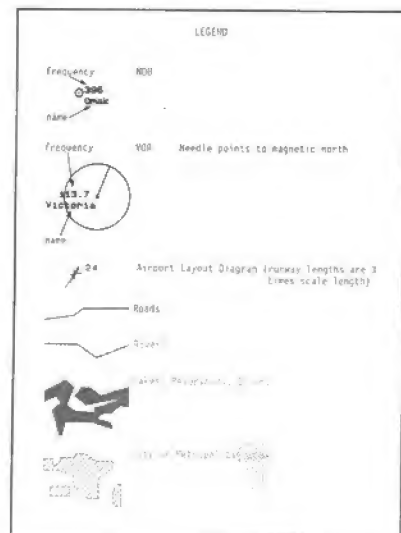 LEGEND
frequency NDB
396
Omak
name
frequency VOR Needle points to magnetic north
113.7
Victoria
name
24 Airport Layout Diagram (runway lengths are 3
times scale length)
Roads